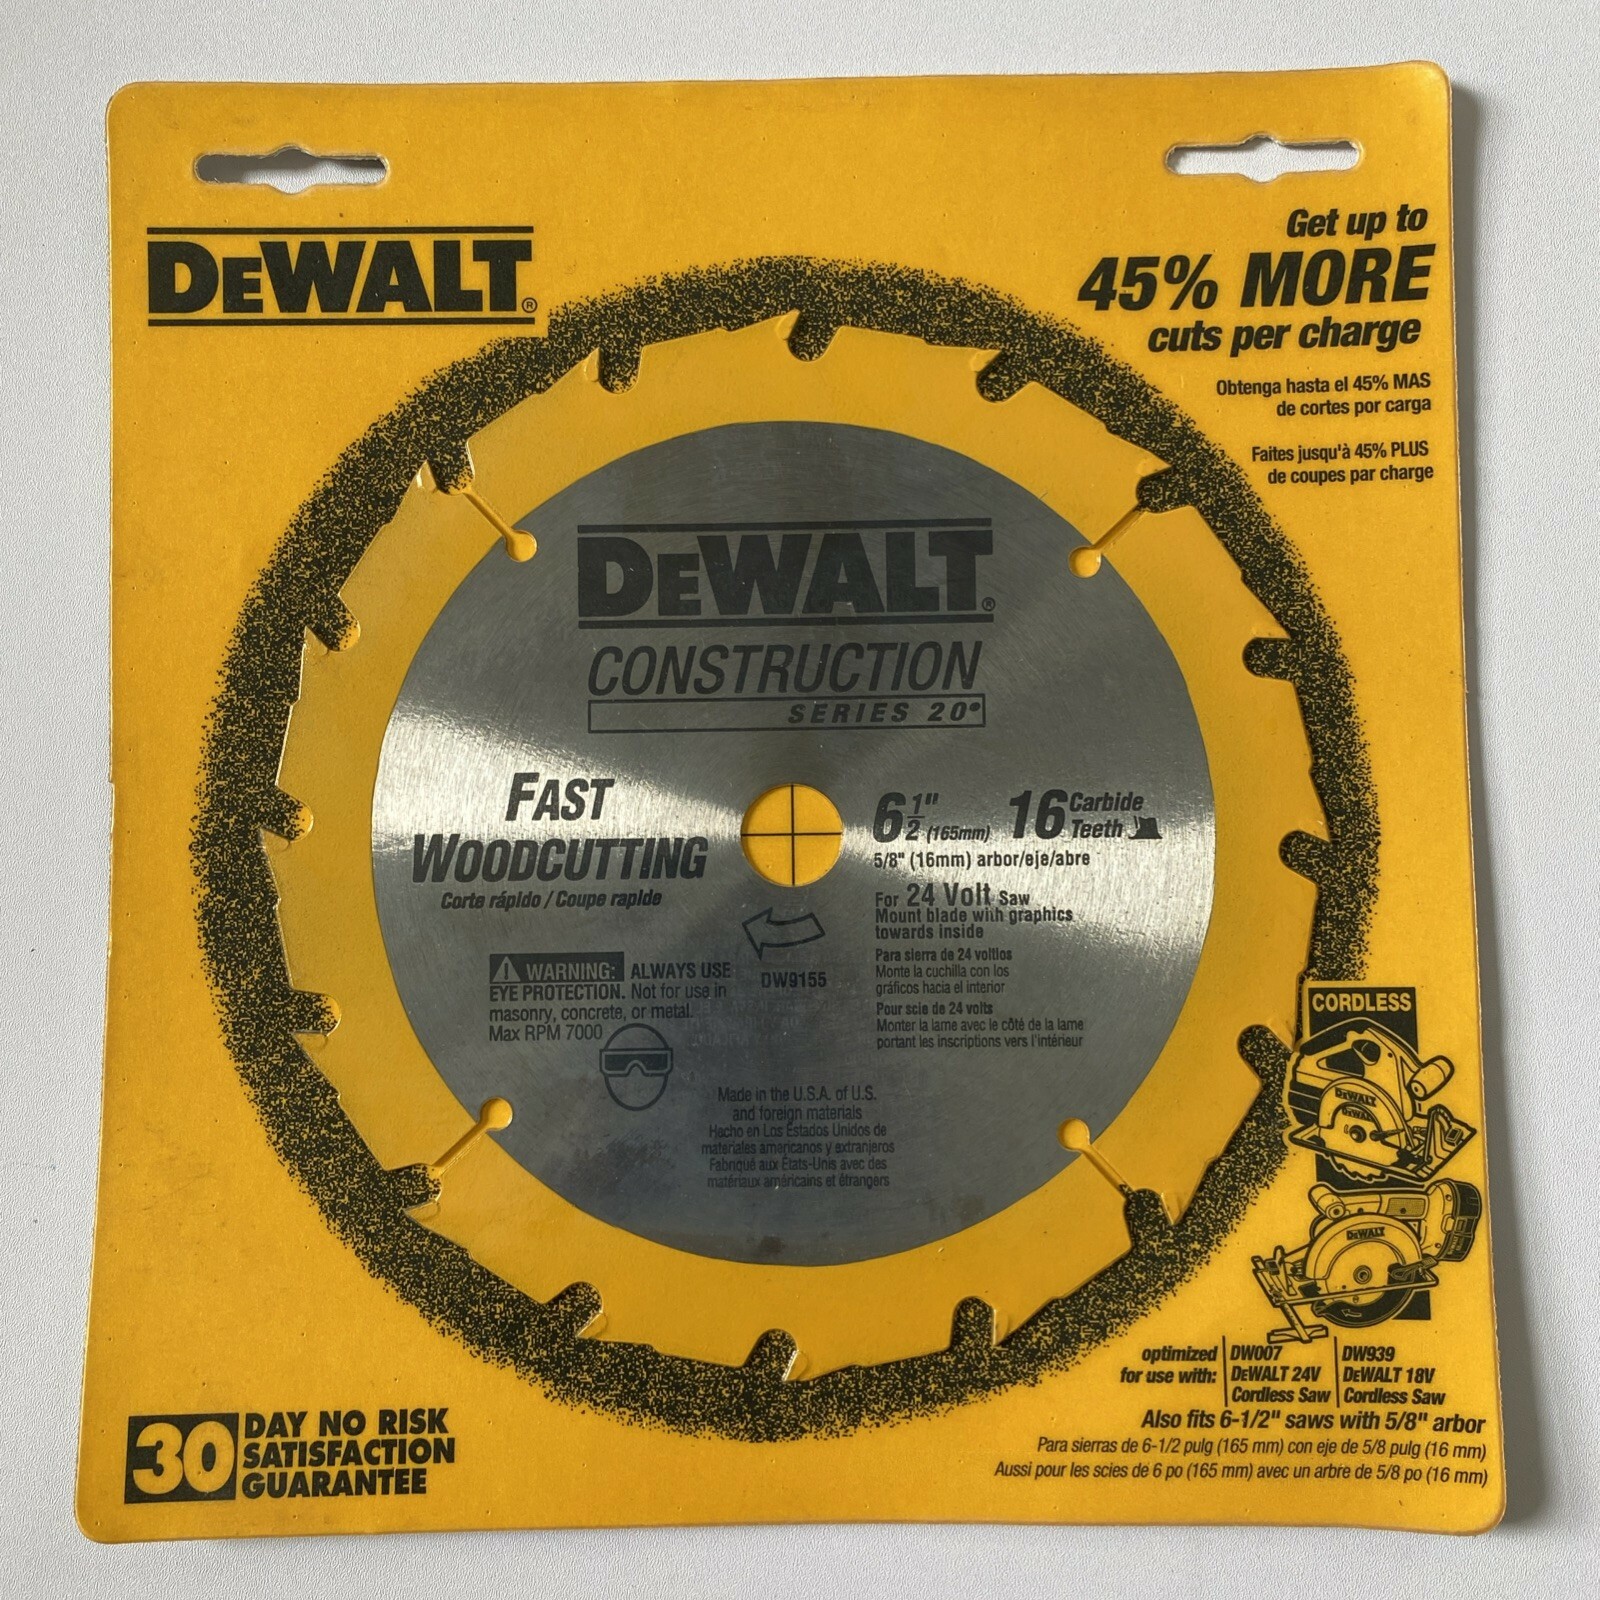 DEWALT®
Get up to
45% MORE
cuts per charge
Obtenga hasta el 45% MAS
de cortes por carga
Faites jusqu'à 45% PLUS
de coupes par charge
DEWALT®
CONSTRUCTION
SERIES 20®
FAST
WOODCUTTING
Corte rápido / Coupe rapide
6 1/2" (165mm) 16 Carbide Teeth
5/8" (16mm) arbor/eje/abre
For 24 Volt Saw
Mount blade with graphics
towards inside
Para sierra de 24 voltios
Monte la cuchilla con los
gráficos hacia el interior
Pour scie de 24 volts
Monter la lame avec le côté de la lame
portant les inscriptions vers l'intérieur
WARNING: ALWAYS USE
EYE PROTECTION. Not for use in
masonry, concrete, or metal.
Max RPM 7000
DW9155
Made in the U.S.A. of U.S.
and foreign materials
Hecho en Los Estados Unidos de
materiales americanos y extranjeros
Fabriqué aux États-Unis avec des
matériaux américains et étrangers
CORDLESS
DEWALT
DEWALT
DEWALT
optimized
for use with:
DW007
DEWALT 24V
Cordless Saw
DW939
DEWALT 18V
Cordless Saw
Also fits 6-1/2" saws with 5/8" arbor
Para sierras de 6-1/2 pulg (165 mm) con eje de 5/8 pulg (16 mm)
Aussi pour les scies de 6 po (165 mm) avec un arbre de 5/8 po (16 mm)
30 DAY NO RISK
SATISFACTION
GUARANTEE